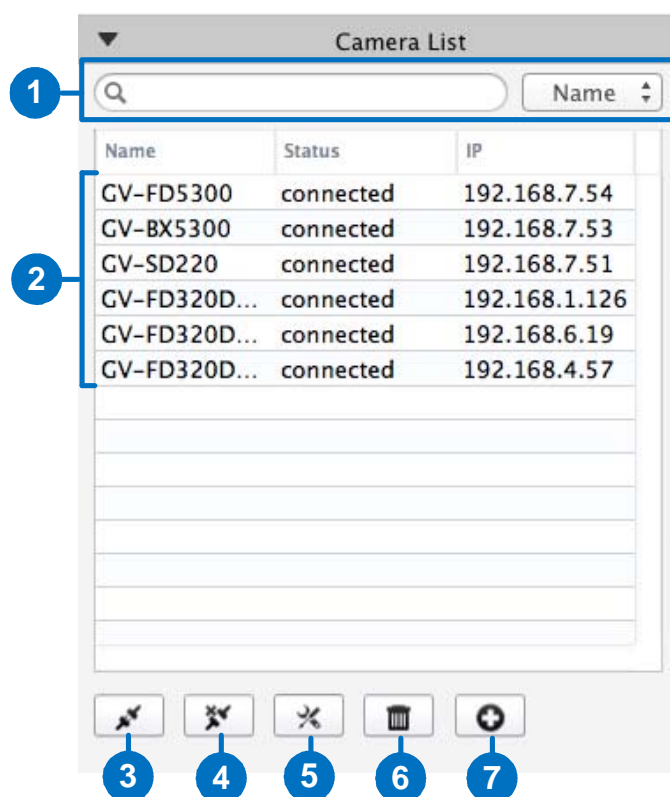 Camera List
1
Name
Name Status IP
GV-FD5300 connected 192.168.7.54
GV-BX5300 connected 192.168.7.53
2
GV-SD220 connected 192.168.7.51
GV-FD320D... connected 192.168.1.126
GV-FD320D... connected 192.168.6.19
GV-FD320D... connected 192.168.4.57
3 4 5 6 7